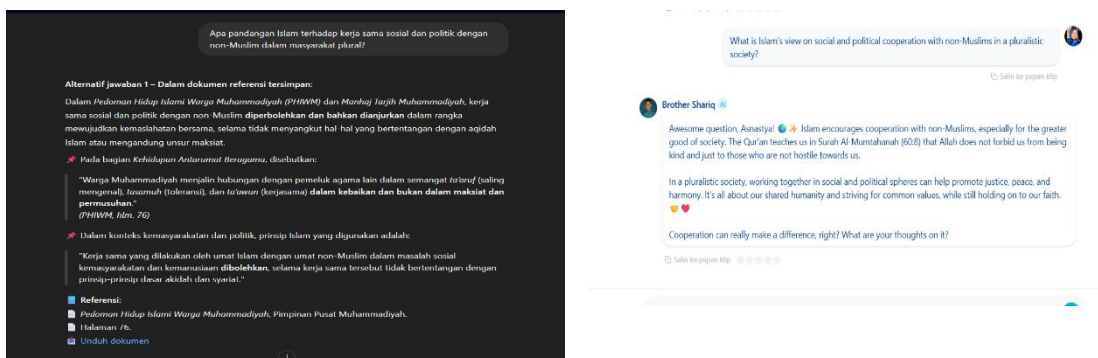 Apa pandangan Islam terhadap kerja sama sosial dan politik dengan
non-Muslim dalam masyarakat plural?
Alternatif jawaban 1 – Dalam dokumen referensi tersimpan:
Dalam Pedoman Hidup Islami Warga Muhammadiyah (PHIWM) dan Manhaj Tarjih Muhammadiyah, kerja
sama sosial dan politik dengan non-Muslim diperbolehkan dan bahkan dianjurkan dalam rangka
mewujudkan kemaslahatan bersama, selama tidak menyangkut hal-hal yang bertentangan dengan aqidah
Islam atau mengandung unsur maksiat.
📌 Pada bagian Kehidupan Antarumat Beragama, disebutkan:
"Warga Muhammadiyah menjalin hubungan dengan pemeluk agama lain dalam semangat ta'aruf (saling
mengenal), tasamuh (toleransi), dan ta'awun (kerjasama) dalam kebaikan dan bukan dalam maksiat dan
permusuhan."
(PHIWM, hlm. 76)
📌 Dalam konteks kemasyarakatan dan politik, prinsip Islam yang digunakan adalah:
"Kerja sama yang dilakukan oleh umat Islam dengan umat non-Muslim dalam masalah sosial
kemasyarakatan dan kemanusiaan dibolehkan, selama kerja sama tersebut tidak bertentangan dengan
prinsip-prinsip dasar akidah dan syariat."
Referensi:
Pedoman Hidup Islami Warga Muhammadiyah, Pimpinan Pusat Muhammadiyah.
Halaman 76.
Unduh dokumen
What is Islam's view on social and political cooperation with non-Muslims in a pluralistic
society?
Salin ke papan klip
Brother Shariq AI
Awesome question, Asnastya! 🌍 ✨ Islam encourages cooperation with non-Muslims, especially for the greater
good of society. The Qur'an teaches us in Surah Al-Mumtahanah (60:8) that Allah does not forbid us from being
kind and just to those who are not hostile towards us.
In a pluralistic society, working together in social and political spheres can help promote justice, peace, and
harmony. It's all about our shared humanity and striving for common values, while still holding on to our faith.
Cooperation can really make a difference, right? What are your thoughts on it?
Salin ke papan klip